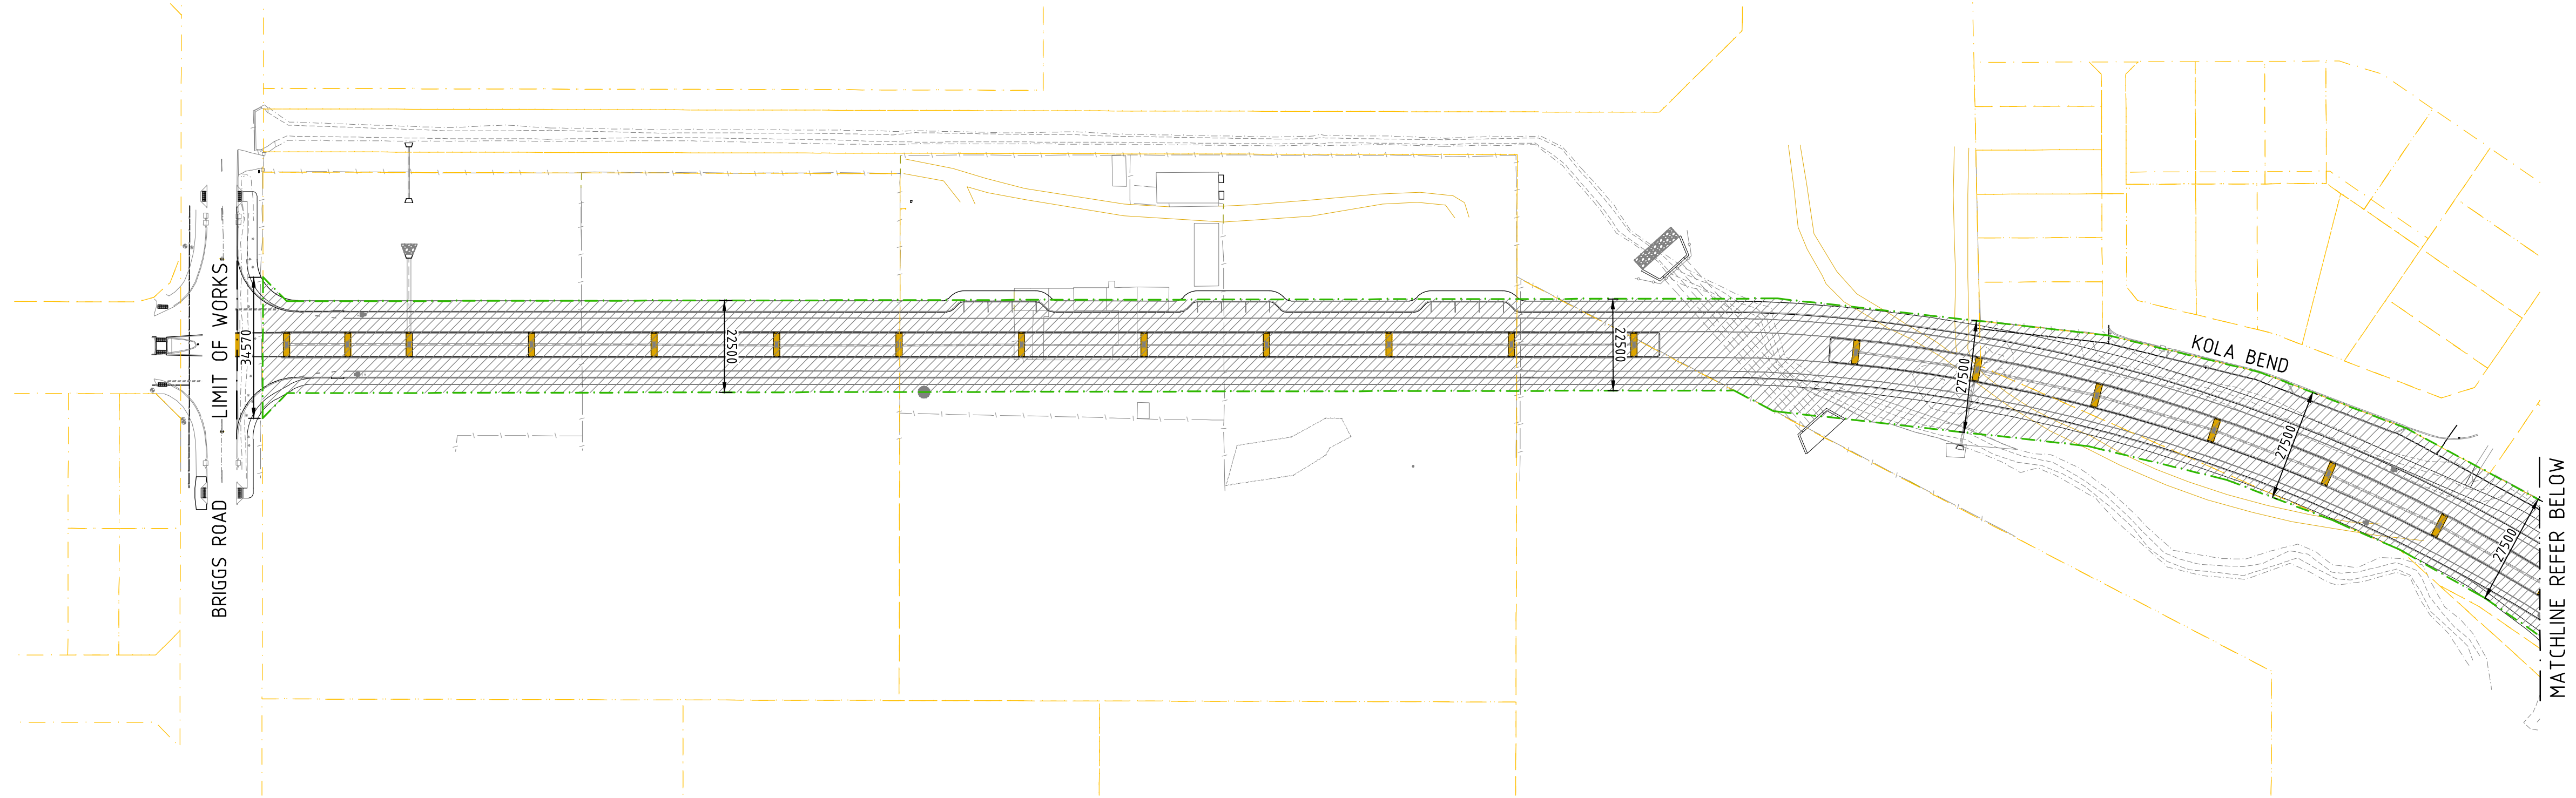 LIMIT OF WORKS
BRIGGS ROAD
34570
22500
22500
27500
KOLA BEND
27500
27500
MATCHLINE REFER BELOW